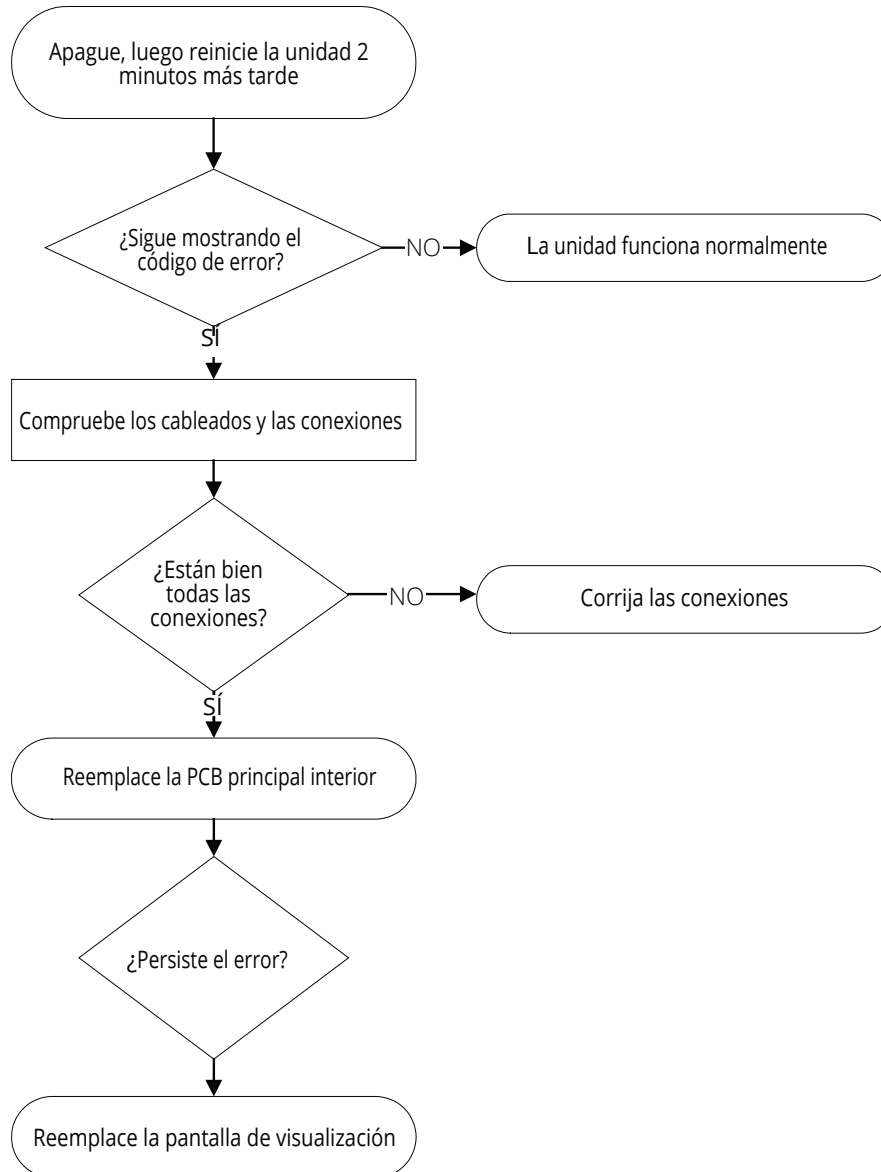 Apague, luego reinicie la unidad 2
minutos más tarde
¿Sigue mostrando el
código de error?
NO
La unidad funciona normalmente
SÍ
Compruebe los cableados y las conexiones
¿Están bien
todas las
conexiones?
NO
Corrija las conexiones
SÍ
Reemplace la PCB principal interior
¿Persiste el error?
Reemplace la pantalla de visualización